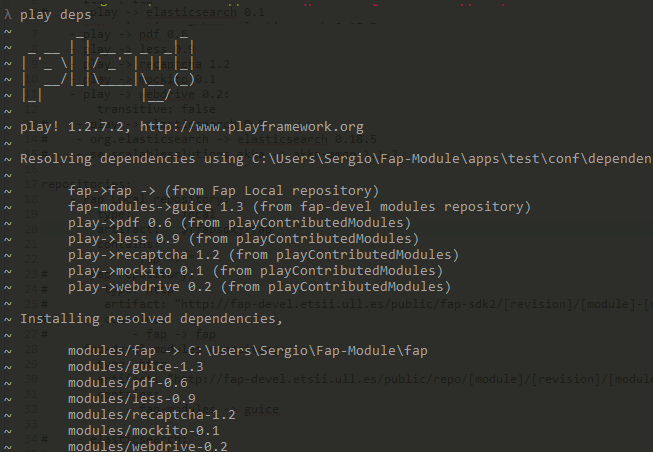 λ play deps
~        _            _
~  _ __ | | __ _ _  _| |
~ | '_ \| |/ _' | || |_|
~ |  __/|_|\____|\__ (_)
~ |_|            |__/
~
~ play! 1.2.7.2, http://www.playframework.org
~
~ Resolving dependencies using C:\Users\Sergio\Fap-Module\apps\test\conf\dependen
~
~       fap->fap -> (from Fap Local repository)
~       fap-modules->guice 1.3 (from fap-devel modules repository)
~       play->pdf 0.6 (from playContributedModules)
~       play->less 0.9 (from playContributedModules)
~       play->recaptcha 1.2 (from playContributedModules)
~       play->mockito 0.1 (from playContributedModules)
~       play->webdrive 0.2 (from playContributedModules)
~
~ Installing resolved dependencies,
~
~       modules/fap -> C:\Users\Sergio\Fap-Module\fap
~       modules/guice-1.3
~       modules/pdf-0.6
~       modules/less-0.9
~       modules/recaptcha-1.2
~       modules/mockito-0.1
~       modules/webdrive-0.2